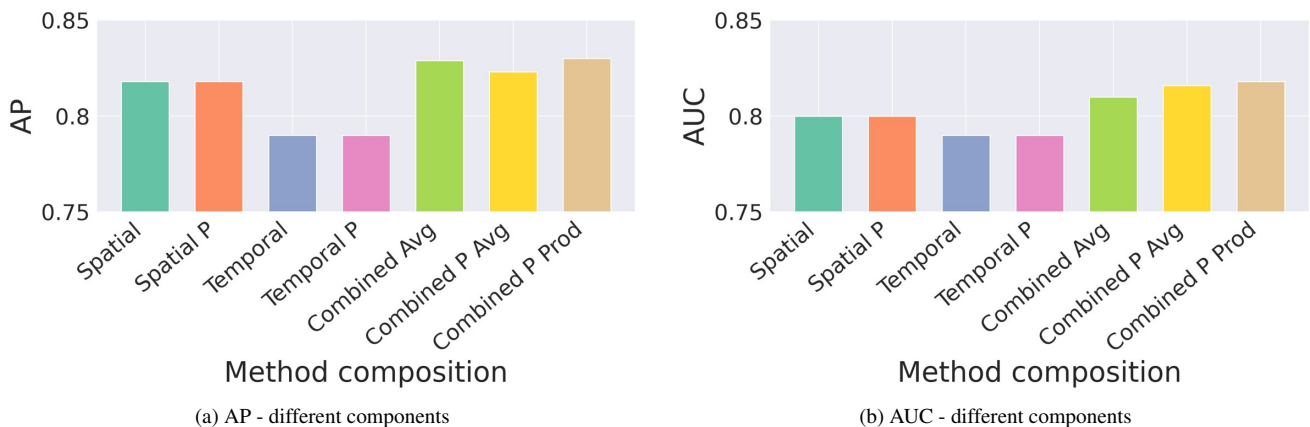 0.85
0.8
0.75
AP
Spatial
Spatial P
Temporal
Temporal P
Combined Avg
Combined P Avg
Combined P Prod
Method composition
(a) AP - different components
0.85
0.8
0.75
AUC
Spatial
Spatial P
Temporal
Temporal P
Combined Avg
Combined P Avg
Combined P Prod
Method composition
(b) AUC - different components